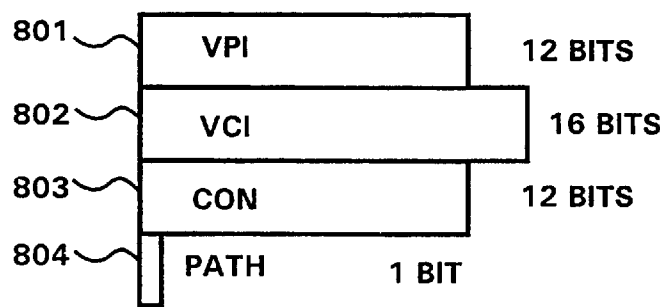 801 VPI 12 BITS
802 VCI 16 BITS
803 CON 12 BITS
804 PATH 1 BIT